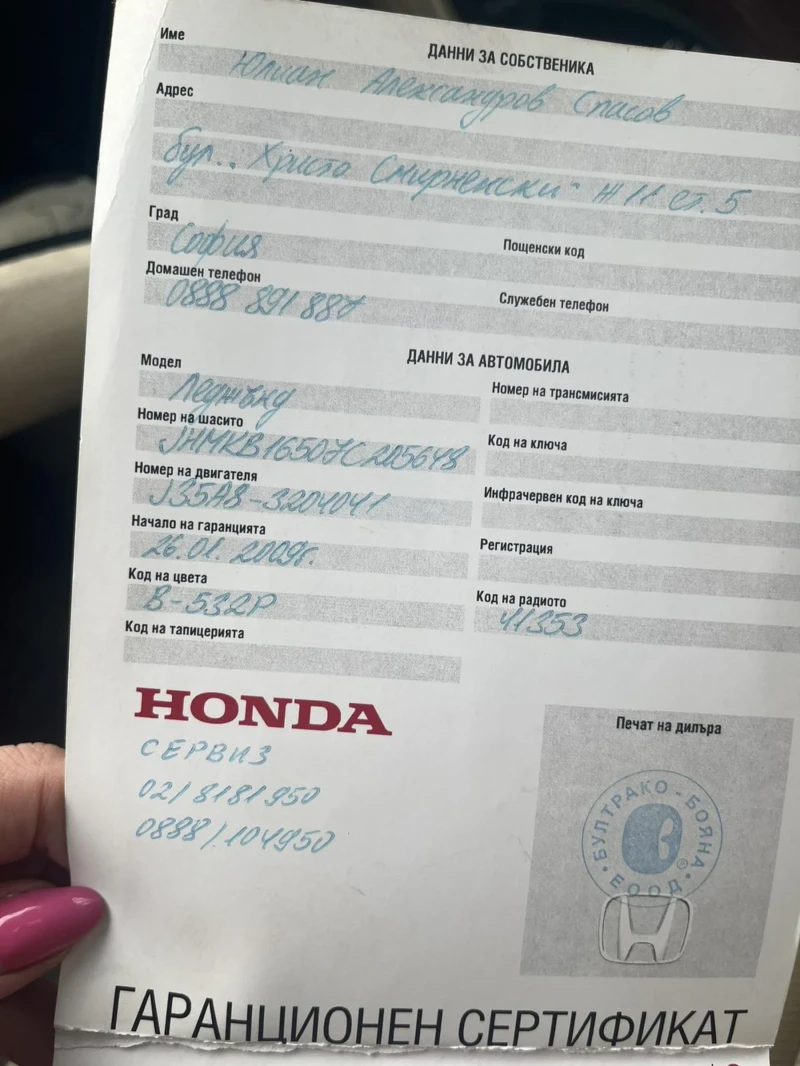 ДАННИ ЗА СОБСТВЕНИКА
Име
Юлиан Александров Спасов
Адрес
бул. "Христо Смирненски" №11 ет. 5
Град
София
Пощенски код
Домашен телефон
0888 891 887
Служебен телефон
ДАННИ ЗА АВТОМОБИЛА
Модел
Леджънд
Номер на трансмисията
Номер на шасито
JHMKB16507C205648
Код на ключа
Номер на двигателя
J35A8-3204041
Инфрачервен код на ключа
Начало на гаранцията
26.01.2009г.
Регистрация
Код на цвета
B-532P
Код на радиото
41353
Код на тапицерията
HONDA
СЕРВИЗ
02/8181950
0888/104950
Печат на дилъра
БУЛТРАКО - БОЯНА
ЕООД
ГАРАНЦИОНЕН СЕРТИФИКАТ